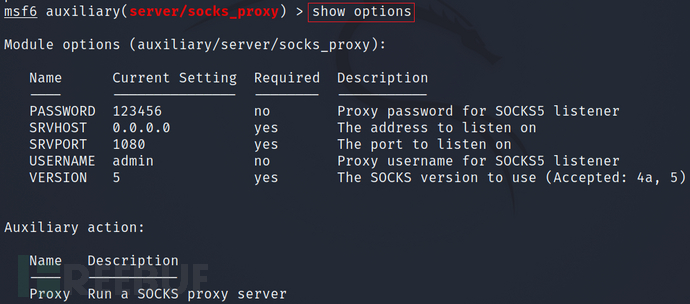 msf6 auxiliary(server/socks_proxy) > show options
Module options (auxiliary/server/socks_proxy):
Name Current Setting Required Description
PASSWORD 123456 no Proxy password for SOCKS5 listener
SRVHOST 0.0.0.0 yes The address to listen on
SRVPORT 1080 yes The port to listen on
USERNAME admin no Proxy username for SOCKS5 listener
VERSION 5 yes The SOCKS version to use (Accepted: 4a, 5)
Auxiliary action:
Name Description
REEBUF
Proxy Run a SOCKS proxy server